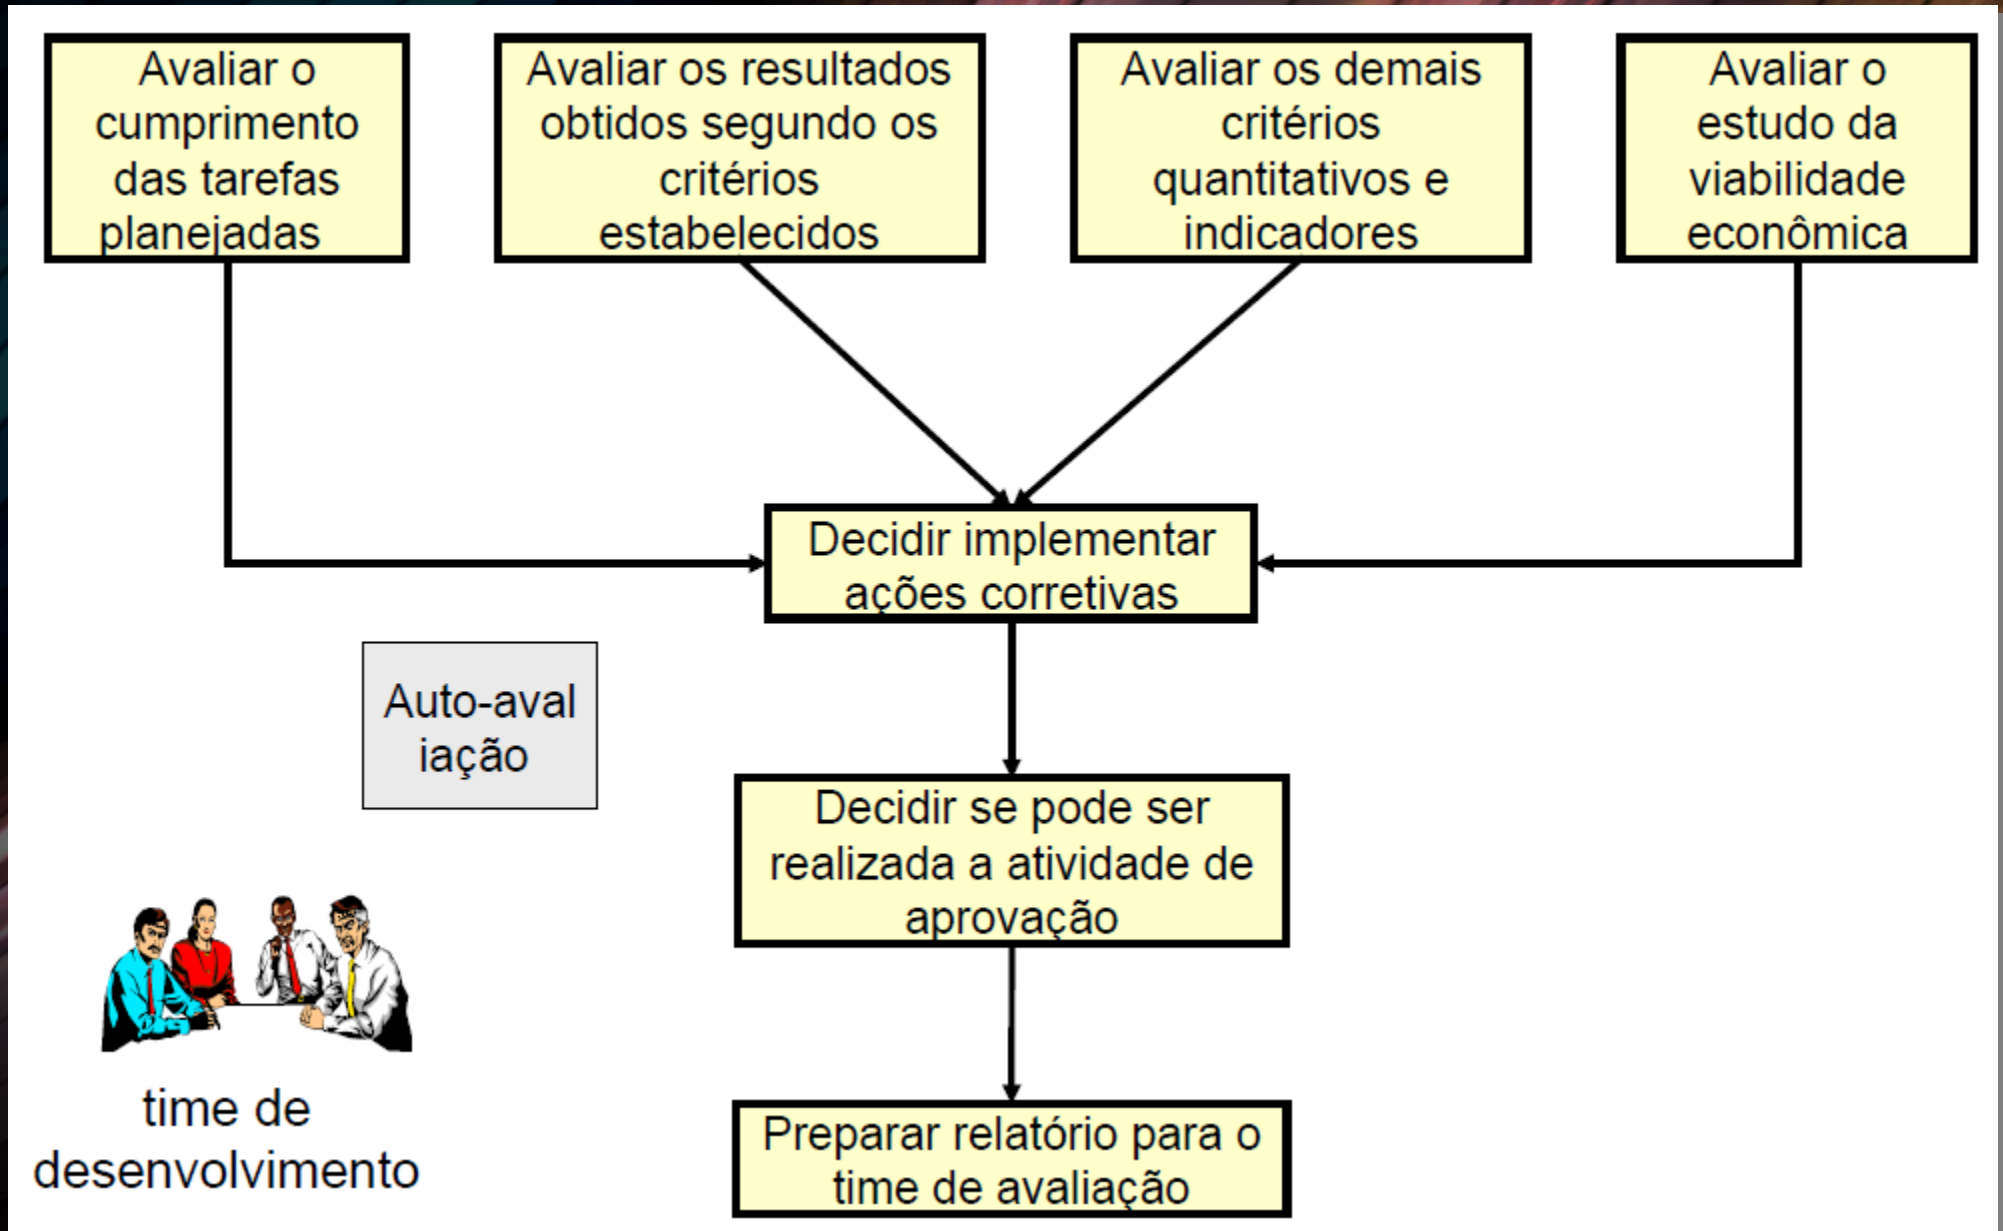 Avaliar o
cumprimento
das tarefas
planejadas
Avaliar os resultados
obtidos segundo os
critérios
estabelecidos
Avaliar os demais
critérios
quantitativos e
indicadores
Avaliar o
estudo da
viabilidade
econômica
Decidir implementar
ações corretivas
Auto-aval
iação
Decidir se pode ser
realizada a atividade de
aprovação
time de
desenvolvimento
Preparar relatório para o
time de avaliação